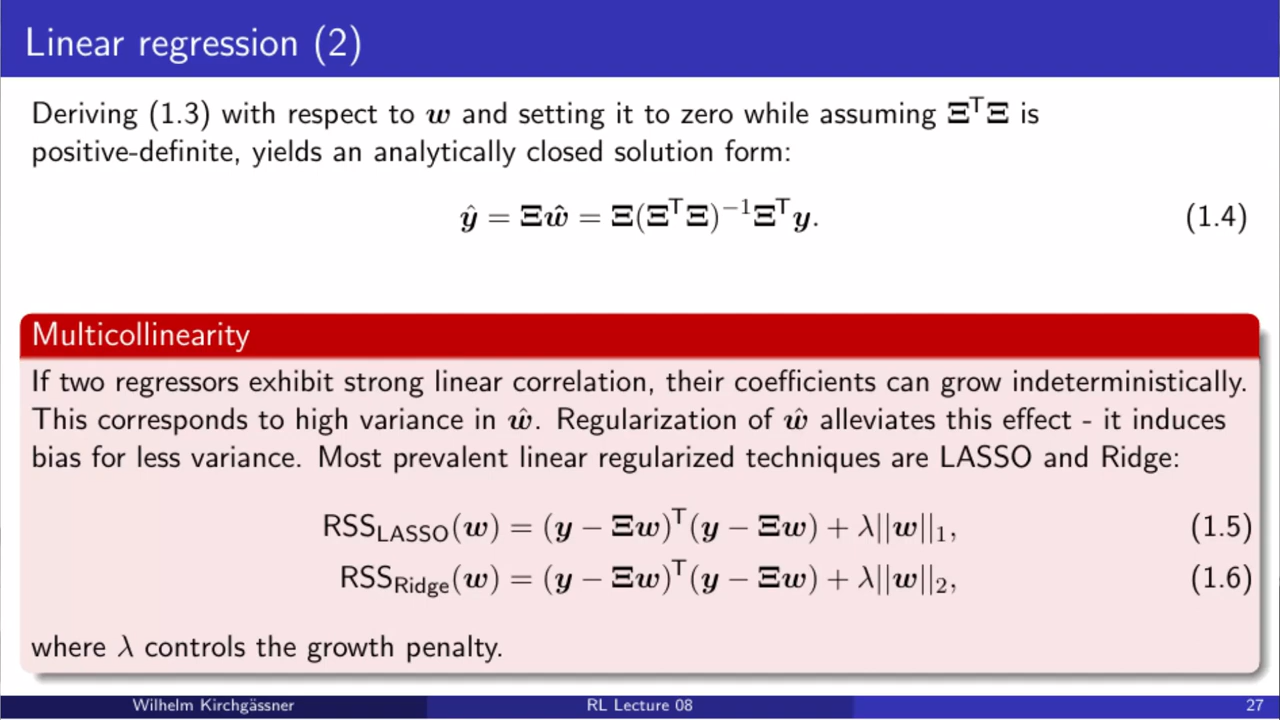 Linear regression (2)
Deriving (1.3) with respect to w and setting it to zero while assuming ΞᵀΞ is
positive-definite, yields an analytically closed solution form:
ŷ = Ξŵ = Ξ(ΞᵀΞ)⁻¹Ξᵀy. (1.4)
Multicollinearity
If two regressors exhibit strong linear correlation, their coefficients can grow indeterministically.
This corresponds to high variance in ŵ. Regularization of ŵ alleviates this effect - it induces
bias for less variance. Most prevalent linear regularized techniques are LASSO and Ridge:
RSS_LASSO(w) = (y − Ξw)ᵀ(y − Ξw) + λ||w||₁, (1.5)
RSS_Ridge(w) = (y − Ξw)ᵀ(y − Ξw) + λ||w||₂, (1.6)
where λ controls the growth penalty.
Wilhelm Kirchgässner RL Lecture 08 27